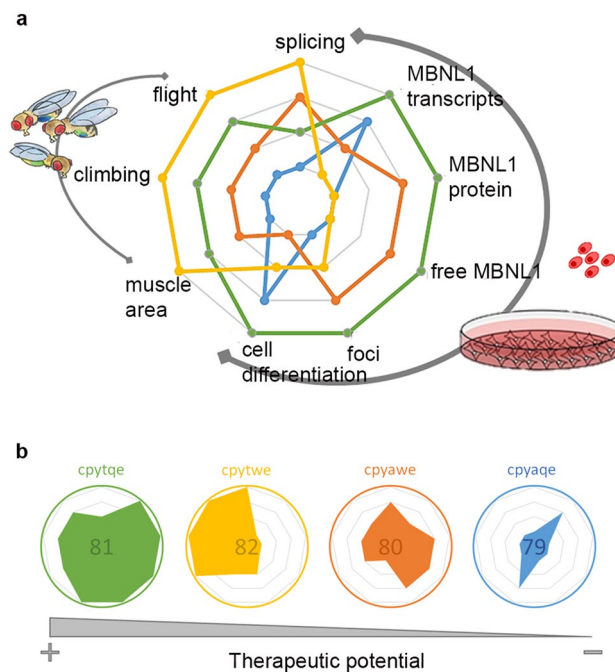 a
splicing
MBNL1
transcripts
flight
climbing
MBNL1
protein
free MBNL1
muscle
area
cell
differentiation
foci
b
cpytqe
cpytwe
cpyawe
cpyaqe
81
82
80
79
+
Therapeutic potential
−